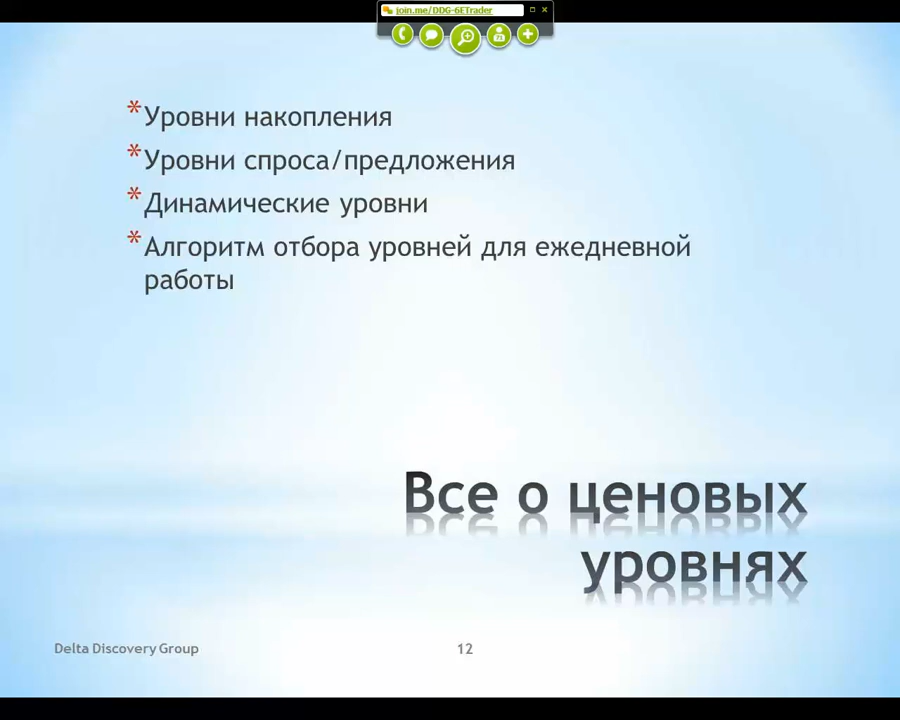 join.me/DDG-6ETrader
* Уровни накопления
* Уровни спроса/предложения
* Динамические уровни
* Алгоритм отбора уровней для ежедневной
работы
Все о ценовых
уровнях
Delta Discovery Group
12